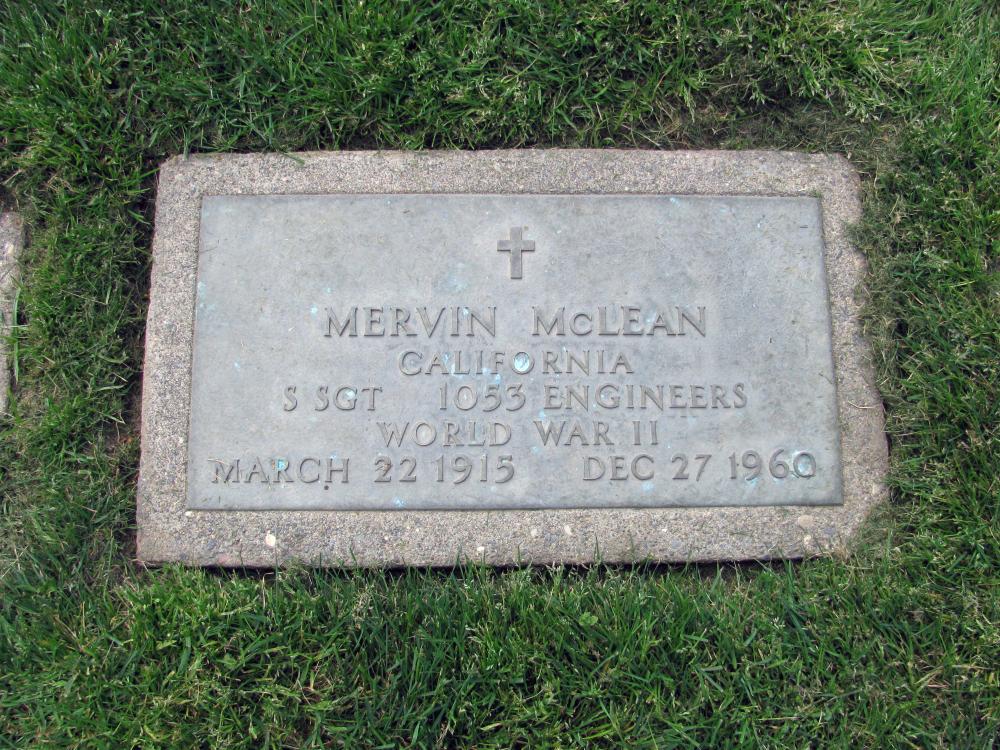 MERVIN McLEAN
CALIFORNIA
S SGT 1053 ENGINEERS
WORLD WAR II
MARCH 22 1915 DEC 27 1960